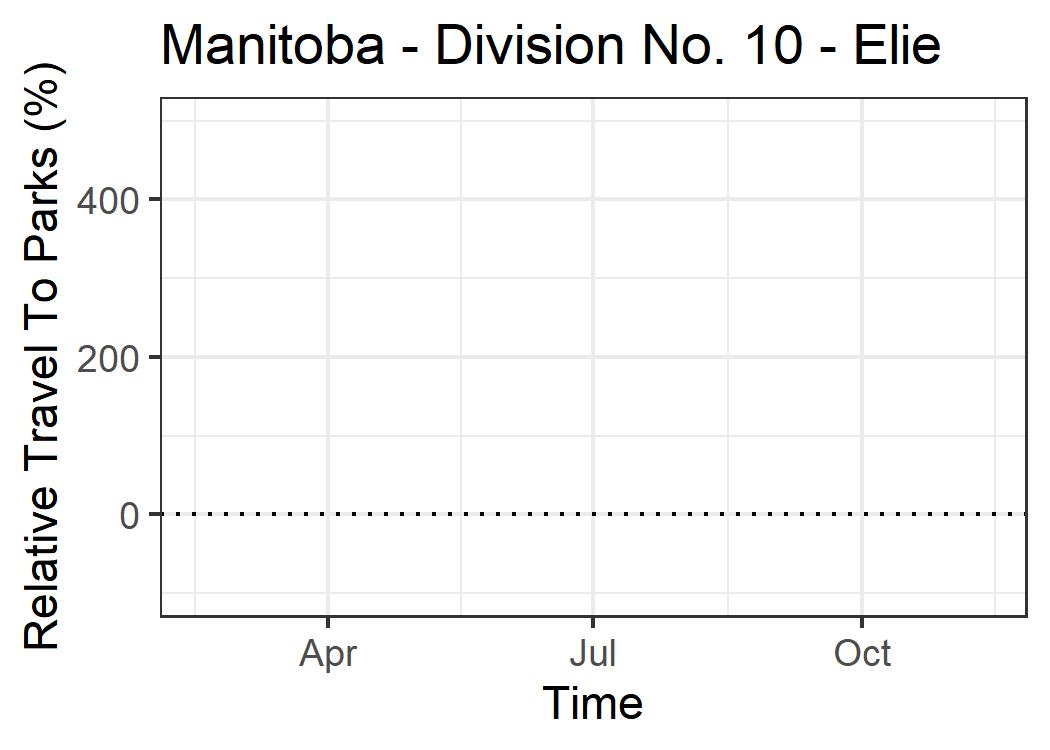 Manitoba - Division No. 10 - Elie
Relative Travel To Parks (%)
400
200
0
Apr Jul Oct
Time